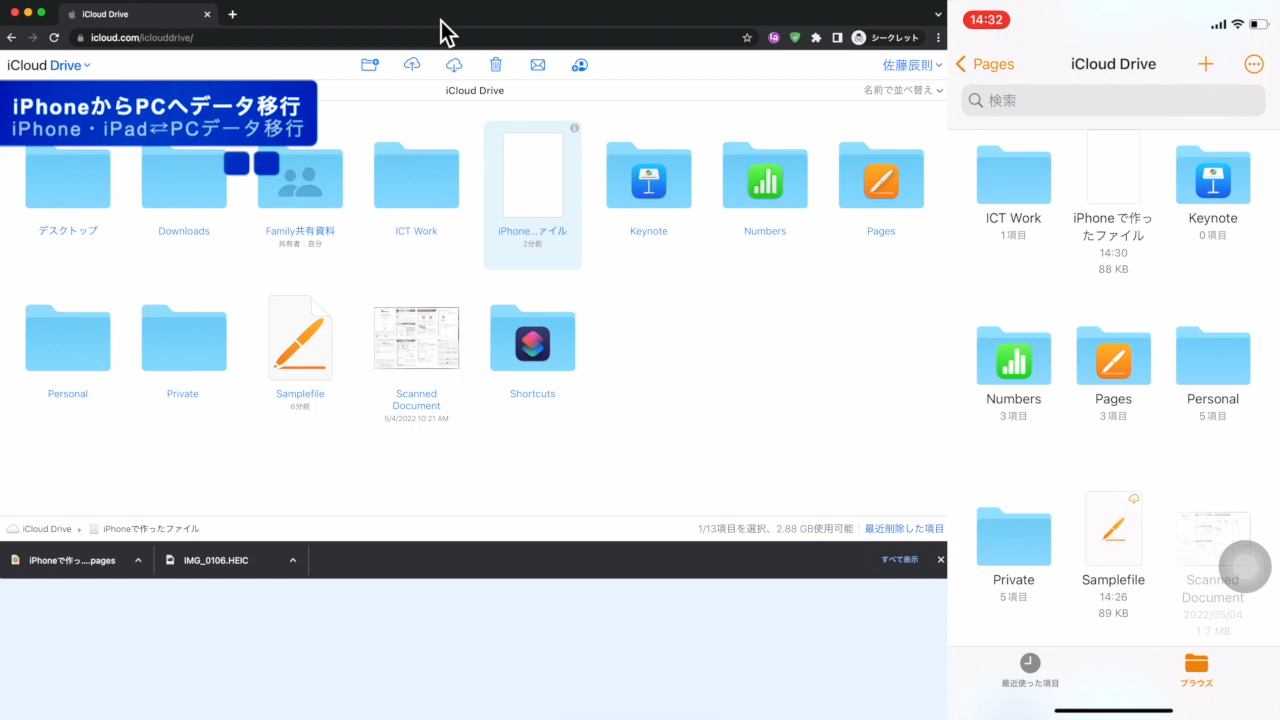 iCloud Drive
icloud.com/iclouddrive/
シークレット
iCloud Drive
佐藤辰則
iCloud Drive
名前で並べ替え
iPhoneからPCへデータ移行
iPhone・iPad⇄PCデータ移行
デスクトップ
Downloads
Family共有資料
共有者：自分
ICT Work
iPhone...ァイル
2分前
Keynote
Numbers
Pages
Personal
Private
Samplefile
6分前
Scanned
Document
5/4/2022 10:21 AM
Shortcuts
iCloud Drive
iPhoneで作ったファイル
1/13項目を選択、2.88 GB使用可能
最近削除した項目
iPhoneで作っ....pages
IMG_0106.HEIC
すべて表示
14:32
Pages
iCloud Drive
検索
ICT Work
1項目
iPhoneで作っ
たファイル
14:30
88 KB
Keynote
0項目
Numbers
3項目
Pages
3項目
Personal
5項目
Private
5項目
Samplefile
14:26
89 KB
Scanned
Document
2022/05/04
1.7 MB
最近使った項目
ブラウズ